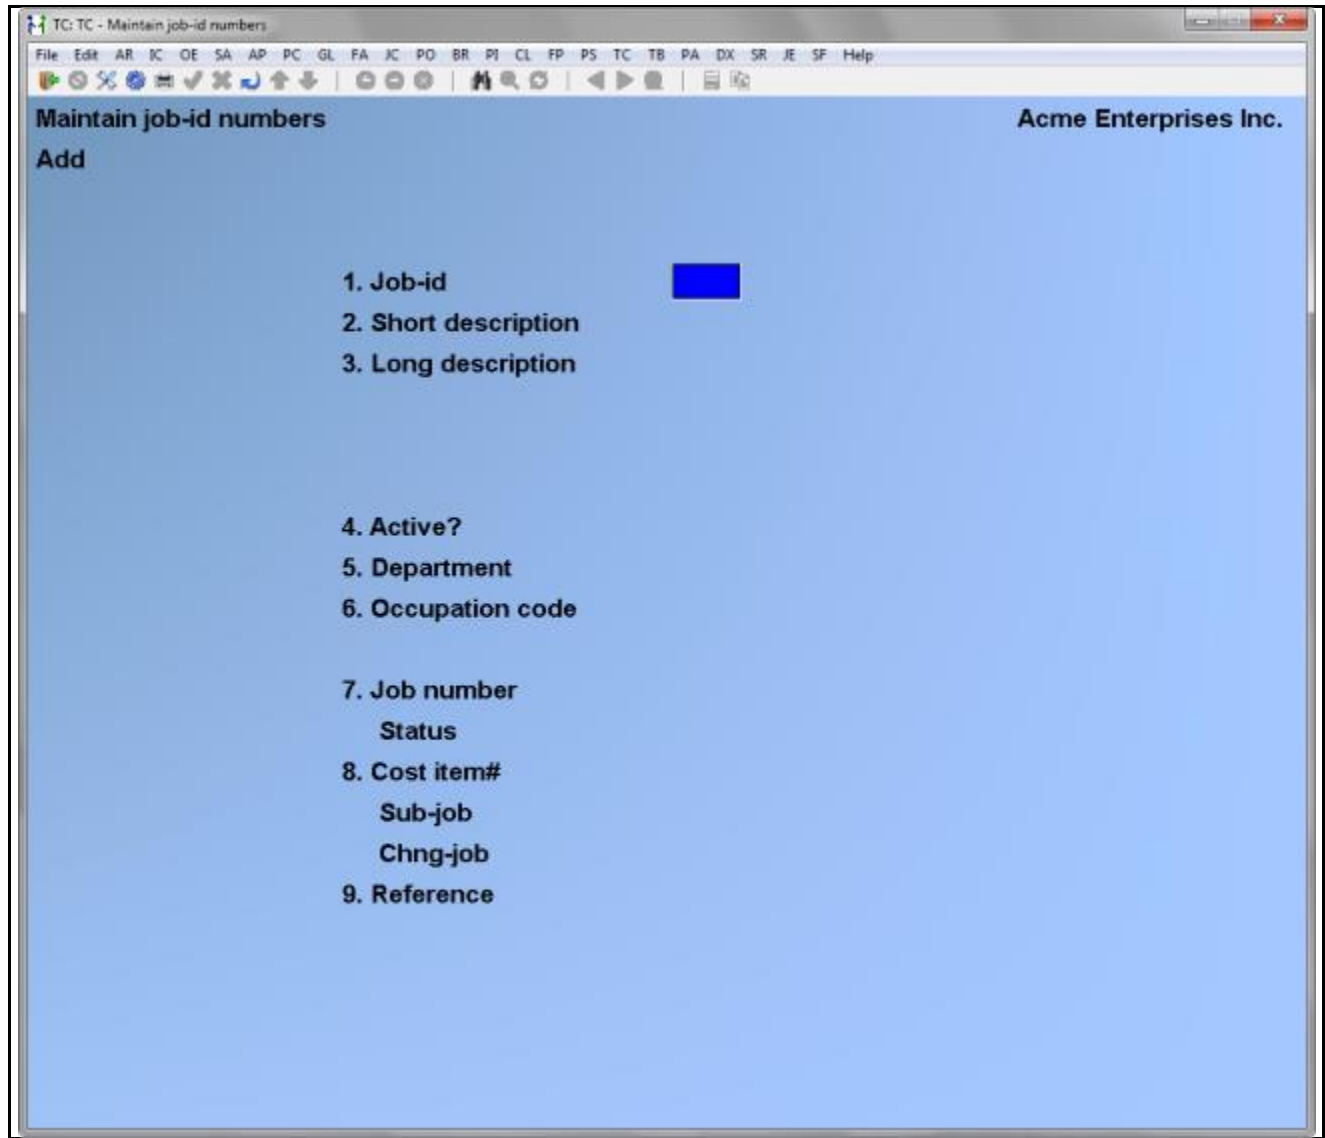 TC: TC - Maintain job-id numbers
File Edit AR IC OE SA AP PC GL FA JC PO BR PI CL FP PS TC TB PA DX SR JE SF Help
Maintain job-id numbers Acme Enterprises Inc.
Add
1. Job-id
2. Short description
3. Long description
4. Active?
5. Department
6. Occupation code
7. Job number
Status
8. Cost item#
Sub-job
Chng-job
9. Reference